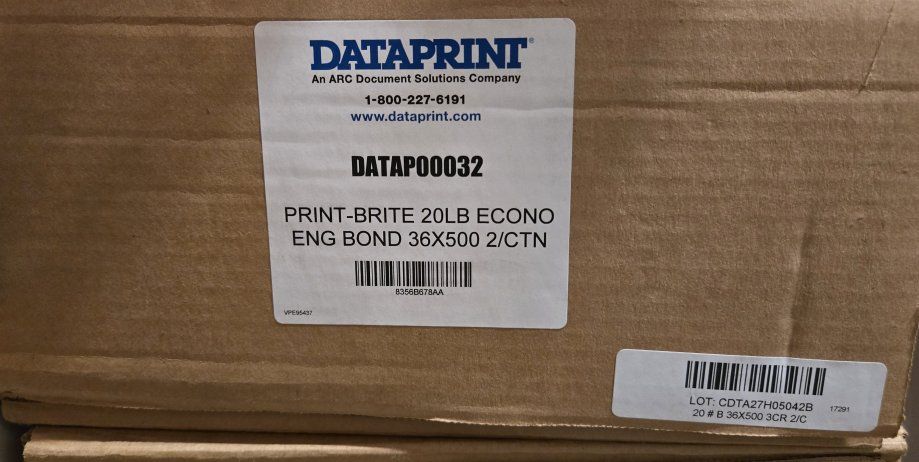 DATAPRINT®
An ARC Document Solutions Company
1-800-227-6191
www.dataprint.com
DATAP00032
PRINT-BRITE 20LB ECONO
ENG BOND 36X500 2/CTN
8356B678AA
VPE95437
LOT: CDTA27H05042B 17291
20 # B 36X500 3CR 2/C